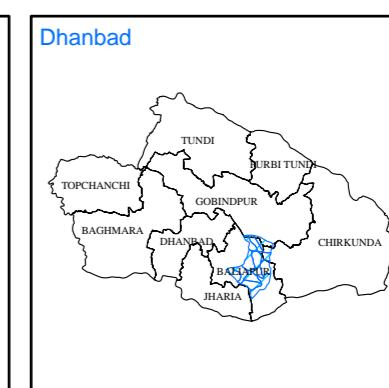 Dhanbad
TUNDI
PURBI TUNDI
TOPCHANCHI
GOBINDPUR
BAGHMARA
DHANBAD
CHIRKUNDA
BALIAPUR
JHARIA